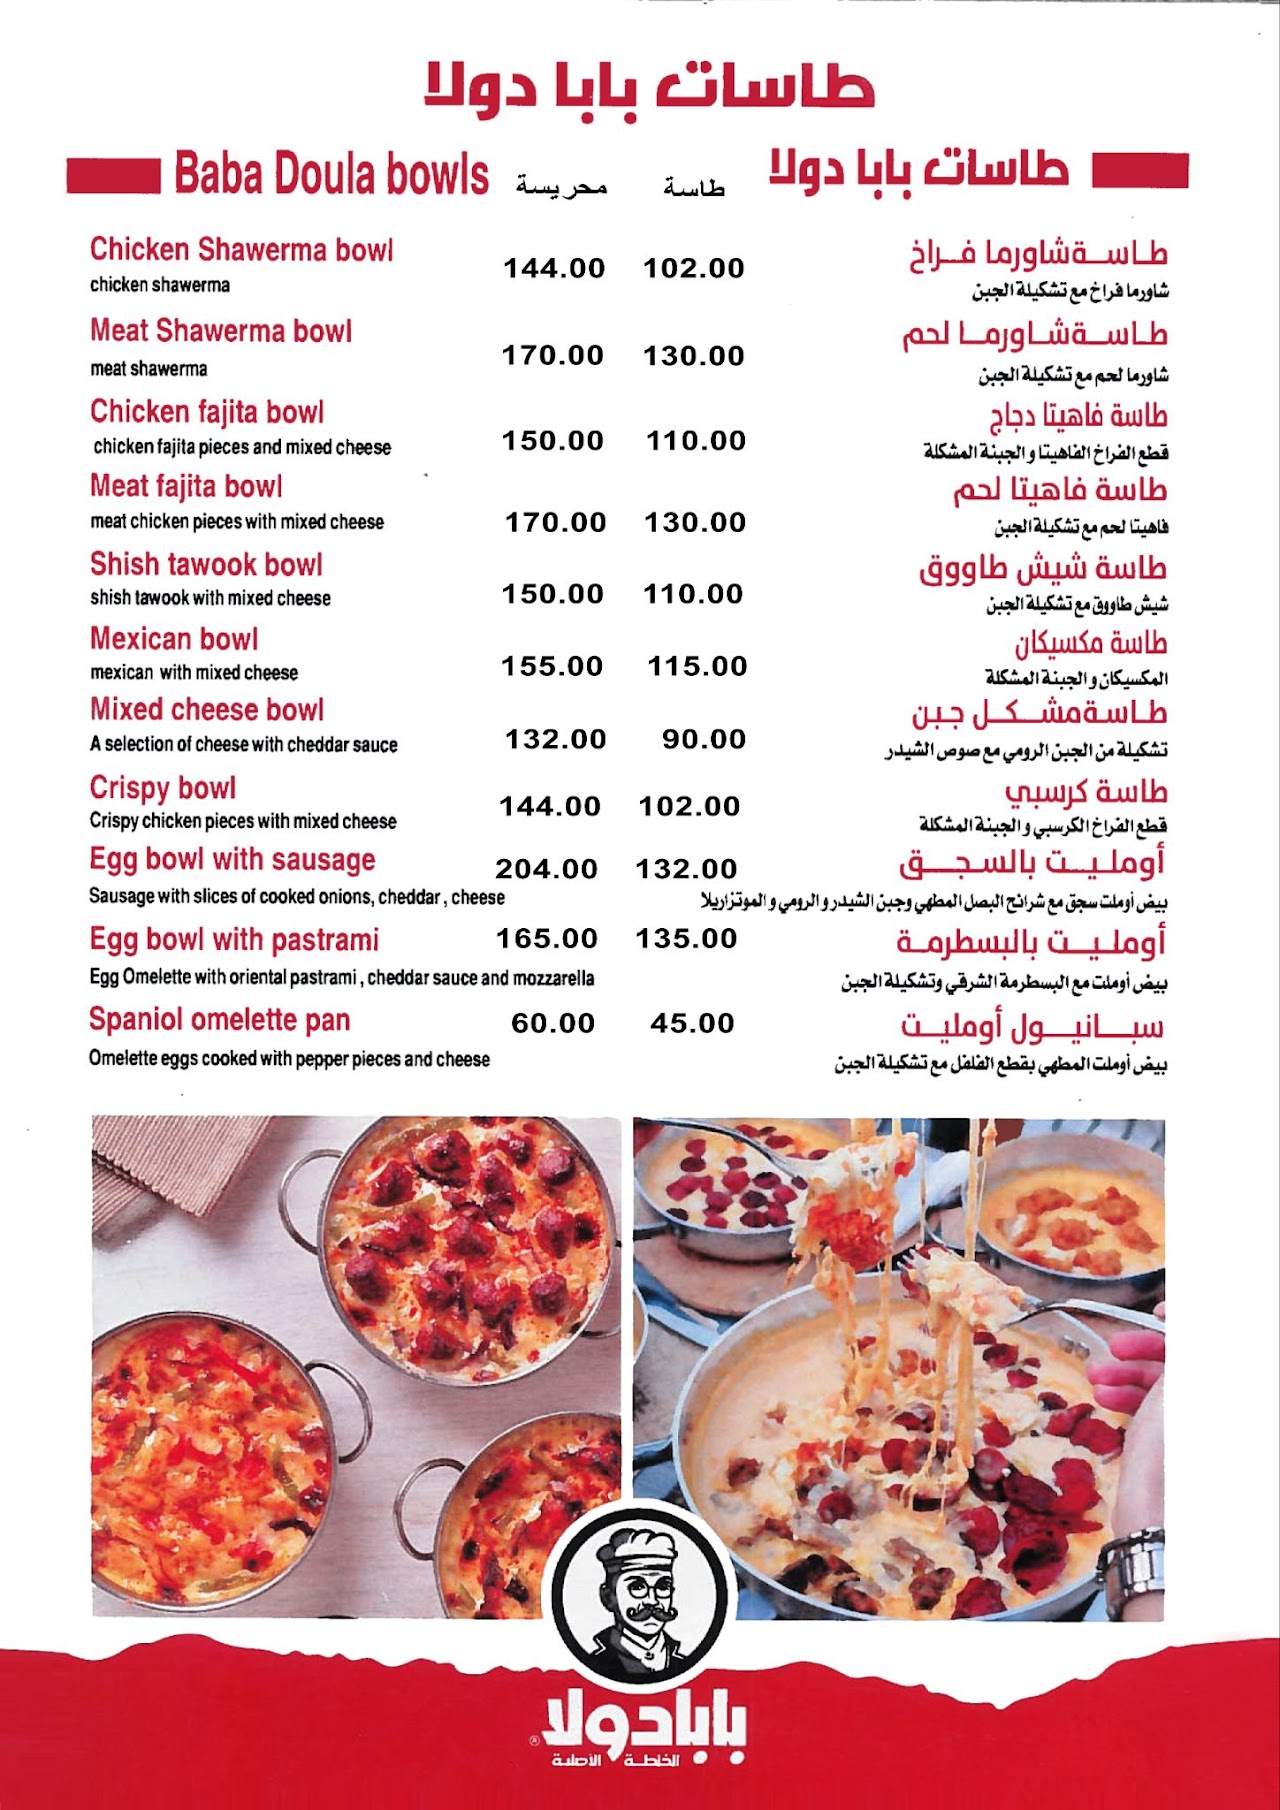 طاسات بابا دولا
Baba Doula bowls محريسة طاسة طاسات بابا دولا
Chicken Shawerma bowl 144.00 102.00 طاسة شاورما فراخ
chicken shawerma شاورما فراخ مع تشكيلة الجبن
Meat Shawerma bowl 170.00 130.00 طاسة شاورما لحم
meat shawerma شاورما لحم مع تشكيلة الجبن
Chicken fajita bowl 150.00 110.00 طاسة فاهيتا دجاج
chicken fajita pieces and mixed cheese قطع الفراخ الفاهيتا و الجبنة المشكلة
Meat fajita bowl 170.00 130.00 طاسة فاهيتا لحم
meat chicken pieces with mixed cheese فاهيتا لحم مع تشكيلة الجبن
Shish tawook bowl 150.00 110.00 طاسة شيش طاووق
shish tawook with mixed cheese شيش طاووق مع تشكيلة الجبن
Mexican bowl 155.00 115.00 طاسة مكسيكان
mexican with mixed cheese المكسيكان و الجبنة المشكلة
Mixed cheese bowl 132.00 90.00 طاسة مشكل جبن
A selection of cheese with cheddar sauce تشكيلة من الجبن الرومي مع صوص الشيدر
Crispy bowl 144.00 102.00 طاسة كرسبي
Crispy chicken pieces with mixed cheese قطع الفراخ الكرسبي و الجبنة المشكلة
Egg bowl with sausage 204.00 132.00 أومليت بالسجق
Sausage with slices of cooked onions, cheddar , cheese بيض أوملت سجق مع شرائح البصل المطهي وجبن الشيدر و الرومي و الموتزاريلا
Egg bowl with pastrami 165.00 135.00 أومليت بالبسطرمة
Egg Omelette with oriental pastrami , cheddar sauce and mozzarella بيض أوملت مع البسطرمة الشرقي وتشكيلة الجبن
Spaniol omelette pan 60.00 45.00 سبانيول أومليت
Omelette eggs cooked with pepper pieces and cheese بيض أوملت المطهي بقطع الفلفل مع تشكيلة الجبن
بابا دولا ®
الخلطة الأصلية